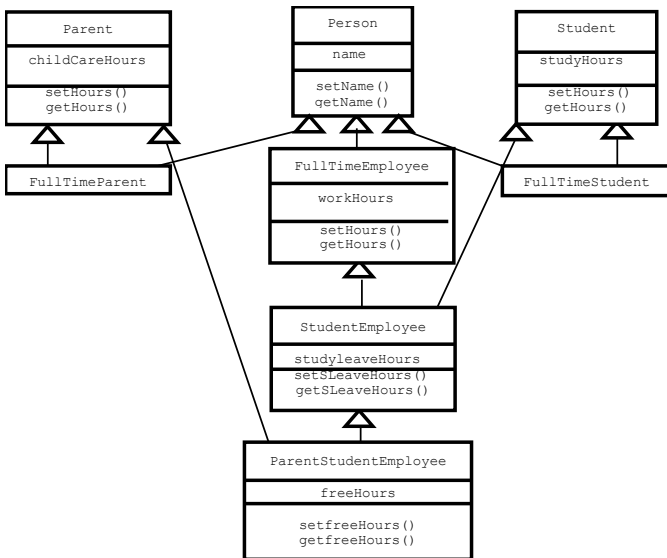 Parent
childCareHours
setHours()
getHours()
Person
name
setName()
getName()
Student
studyHours
setHours()
getHours()
FullTimeParent
FullTimeEmployee
workHours
setHours()
getHours()
FullTimeStudent
StudentEmployee
studyleaveHours
setSLeaveHours()
getSLeaveHours()
ParentStudentEmployee
freeHours
setfreeHours()
getfreeHours()